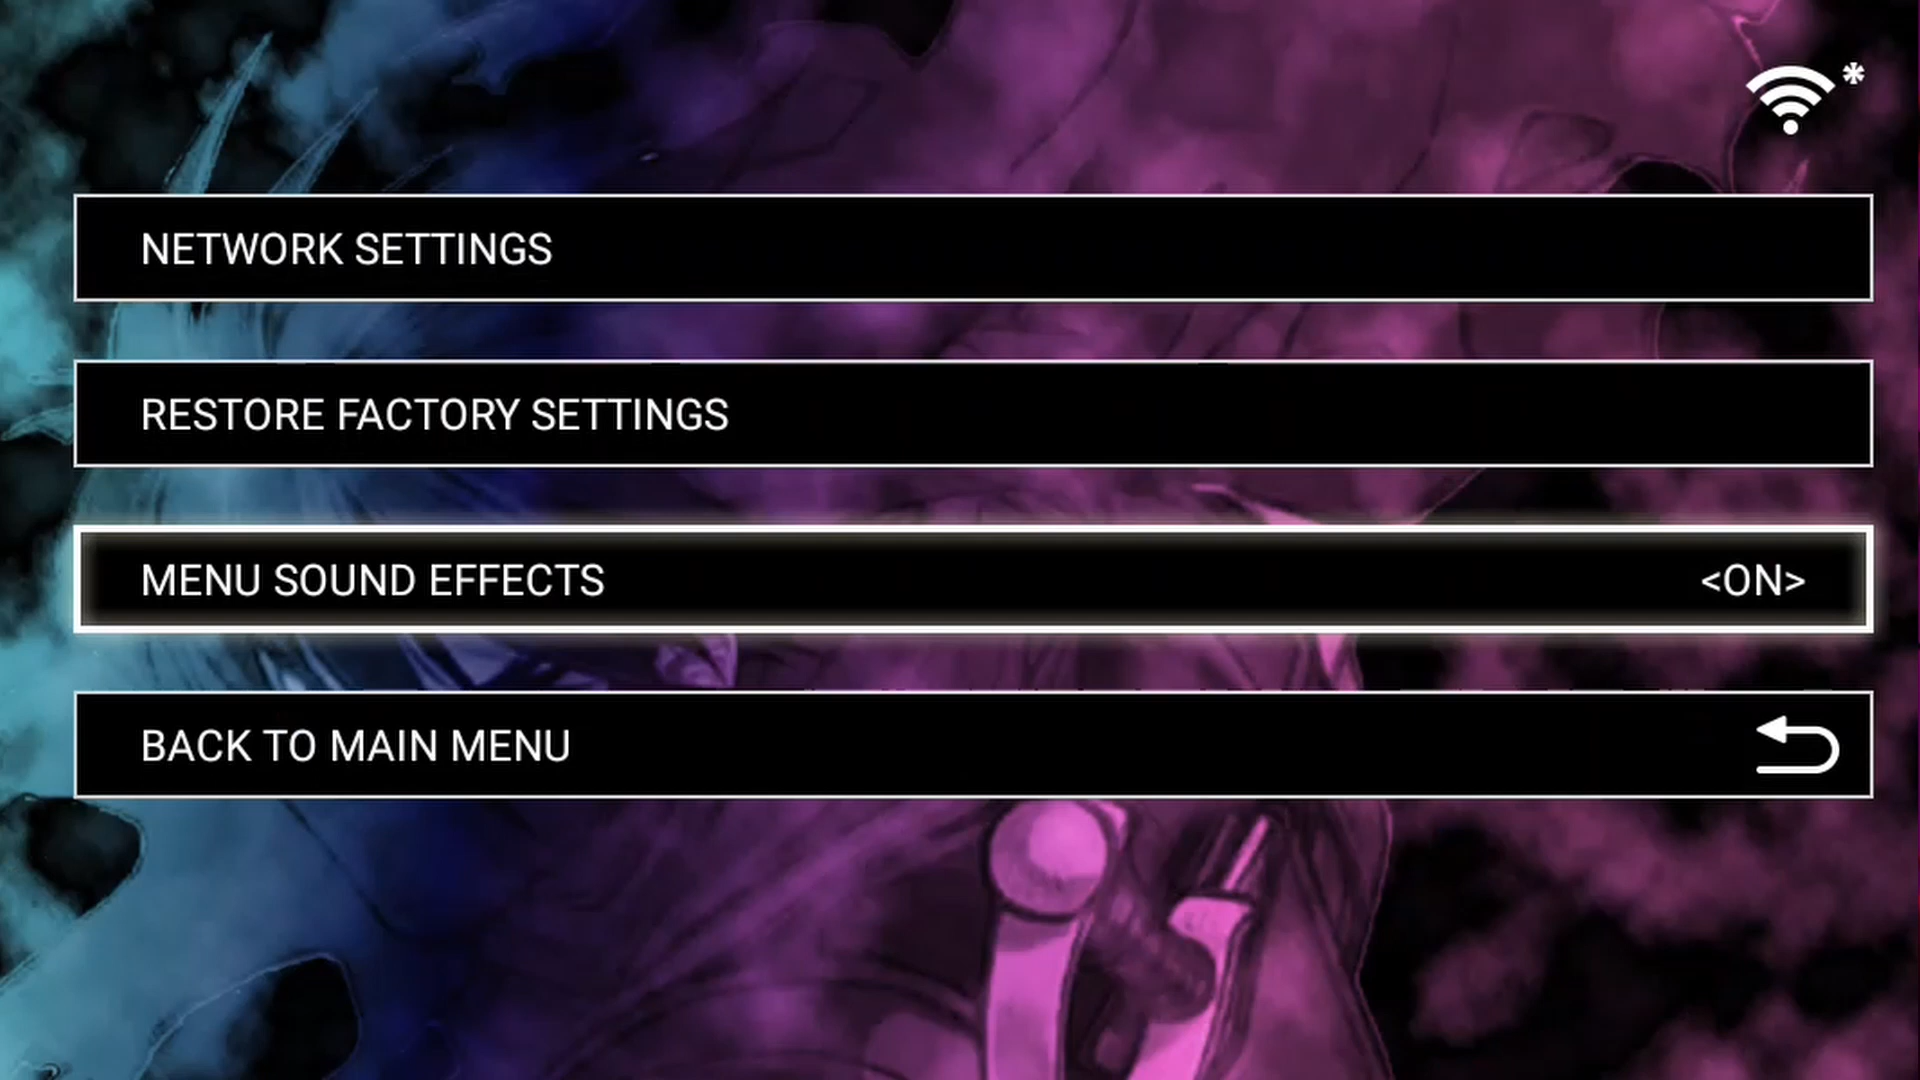 *
NETWORK SETTINGS
RESTORE FACTORY SETTINGS
MENU SOUND EFFECTS <ON>
BACK TO MAIN MENU